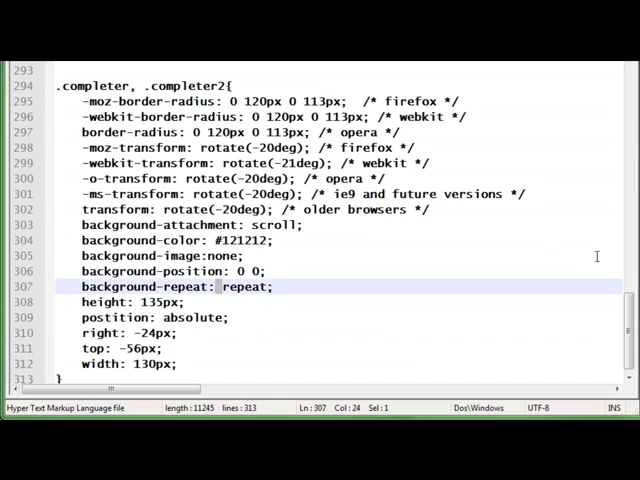 293
294 .completer, .completer2{
295 -moz-border-radius: 0 120px 0 113px; /* firefox */
296 -webkit-border-radius: 0 120px 0 113px; /* webkit */
297 border-radius: 0 120px 0 113px; /* opera */
298 -moz-transform: rotate(-20deg); /* firefox */
299 -webkit-transform: rotate(-21deg); /* webkit */
300 -o-transform: rotate(-20deg); /* opera */
301 -ms-transform: rotate(-20deg); /* ie9 and future versions */
302 transform: rotate(-20deg); /* older browsers */
303 background-attachment: scroll;
304 background-color: #121212;
305 background-image:none;
306 background-position: 0 0;
307 background-repeat: repeat;
308 height: 135px;
309 postition: absolute;
310 right: -24px;
311 top: -56px;
312 width: 130px;
313 }
Hyper Text Markup Language file length : 11245 lines : 313 Ln : 307 Col : 24 Sel : 1 Dos\Windows UTF-8 INS